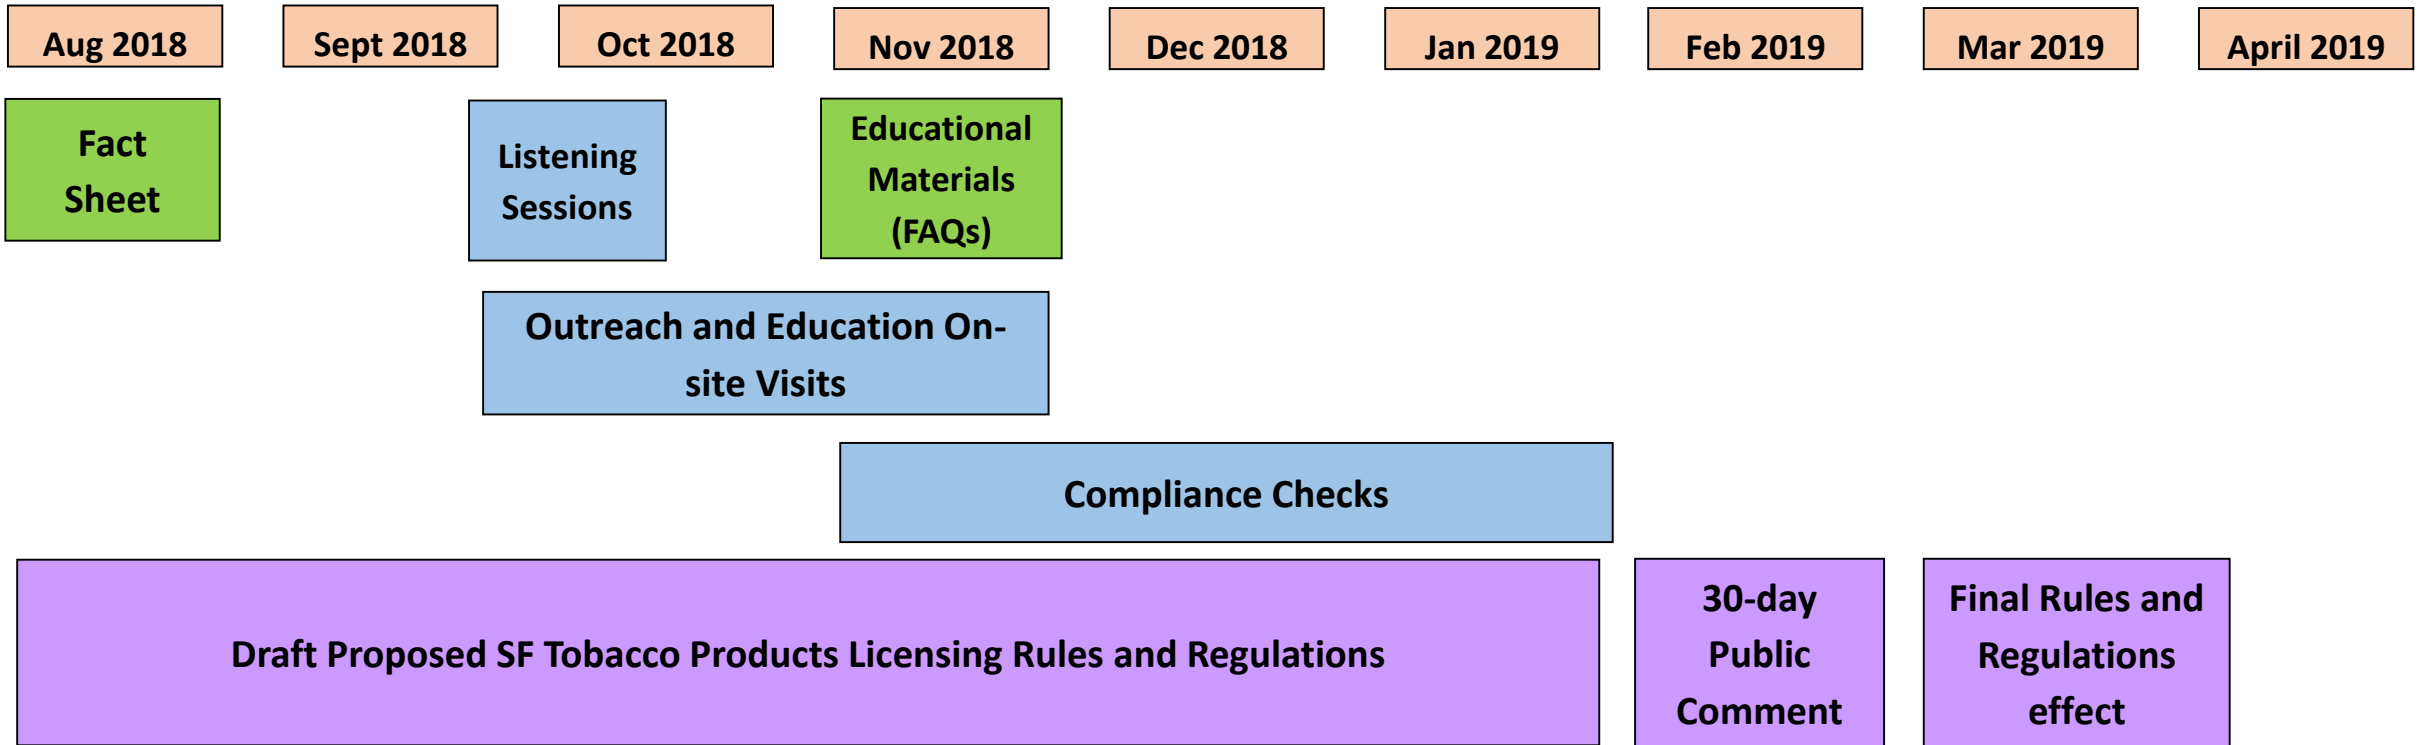 Aug 2018
Sept 2018
Oct 2018
Nov 2018
Dec 2018
Jan 2019
Feb 2019
Mar 2019
April 2019
Fact
Sheet
Listening
Sessions
Educational
Materials
(FAQs)
Outreach and Education On-
site Visits
Compliance Checks
Draft Proposed SF Tobacco Products Licensing Rules and Regulations
30-day
Public
Comment
Final Rules and
Regulations
effect